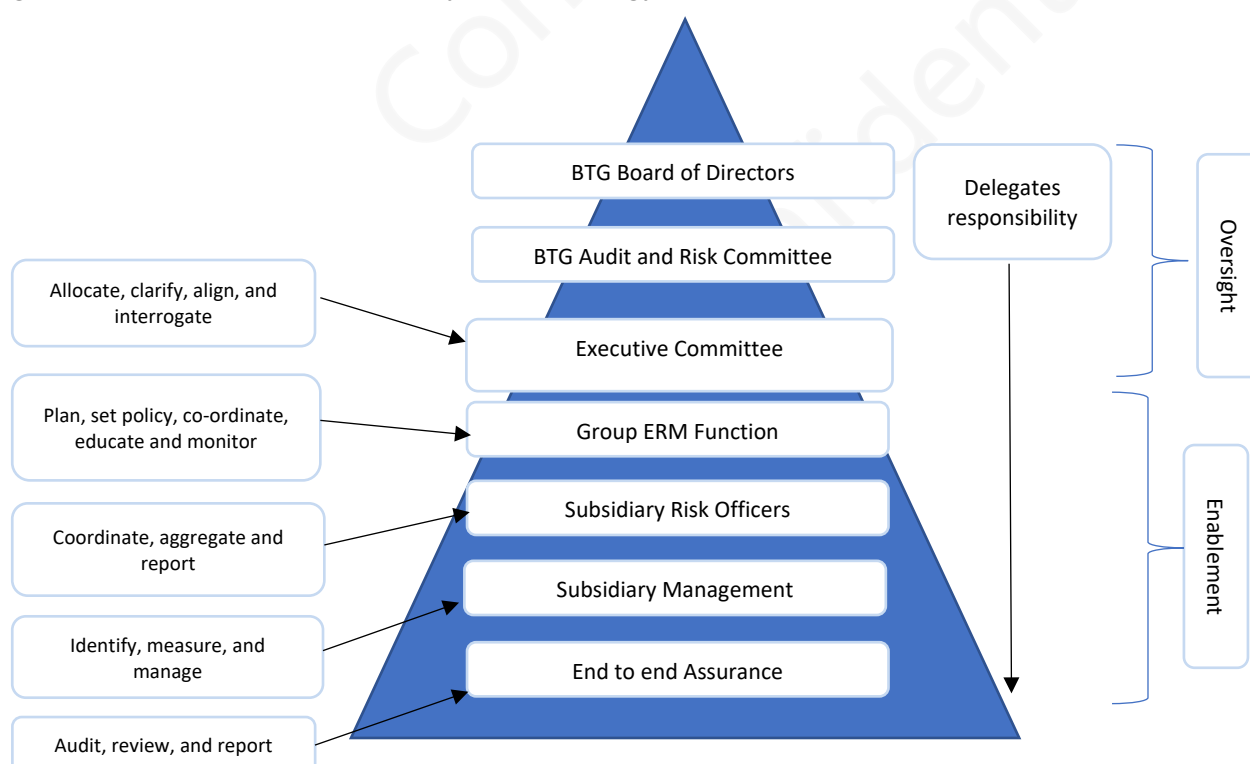 BTG Board of Directors
Delegates
responsibility
Oversight
BTG Audit and Risk Committee
Allocate, clarify, align, and
interrogate
Executive Committee
Plan, set policy, co-ordinate,
educate and monitor
Group ERM Function
Subsidiary Risk Officers
Coordinate, aggregate and
report
Enablement
Subsidiary Management
Identify, measure, and
manage
End to end Assurance
Audit, review, and report